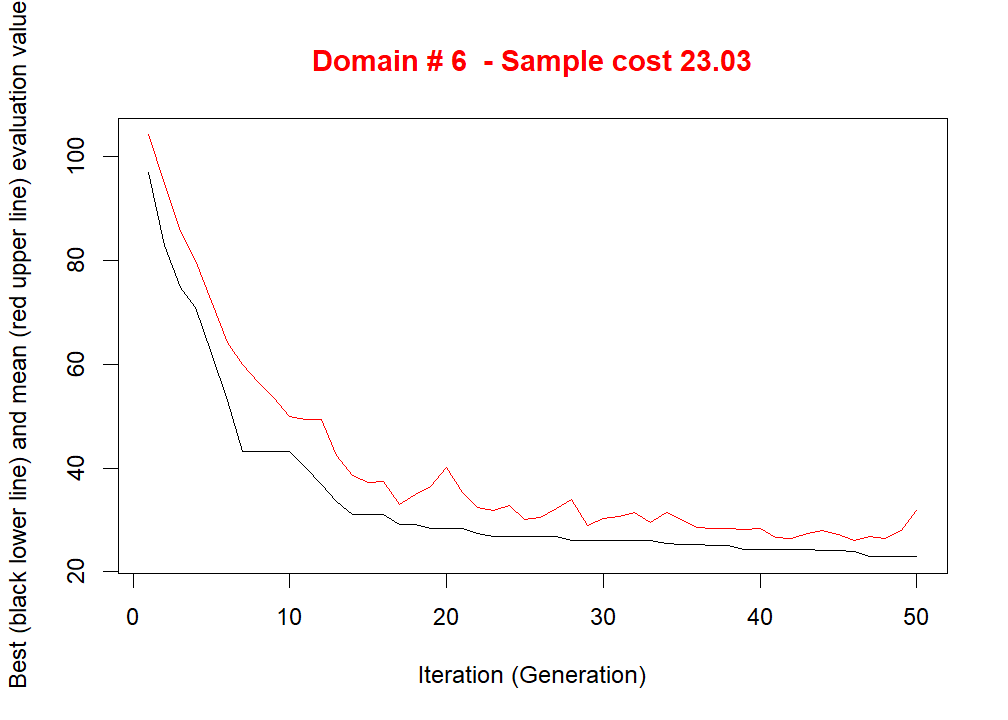 Domain # 6  - Sample cost 23.03
Best (black lower line) and mean (red upper line) evaluation value
100
80
60
40
20
0 10 20 30 40 50
Iteration (Generation)